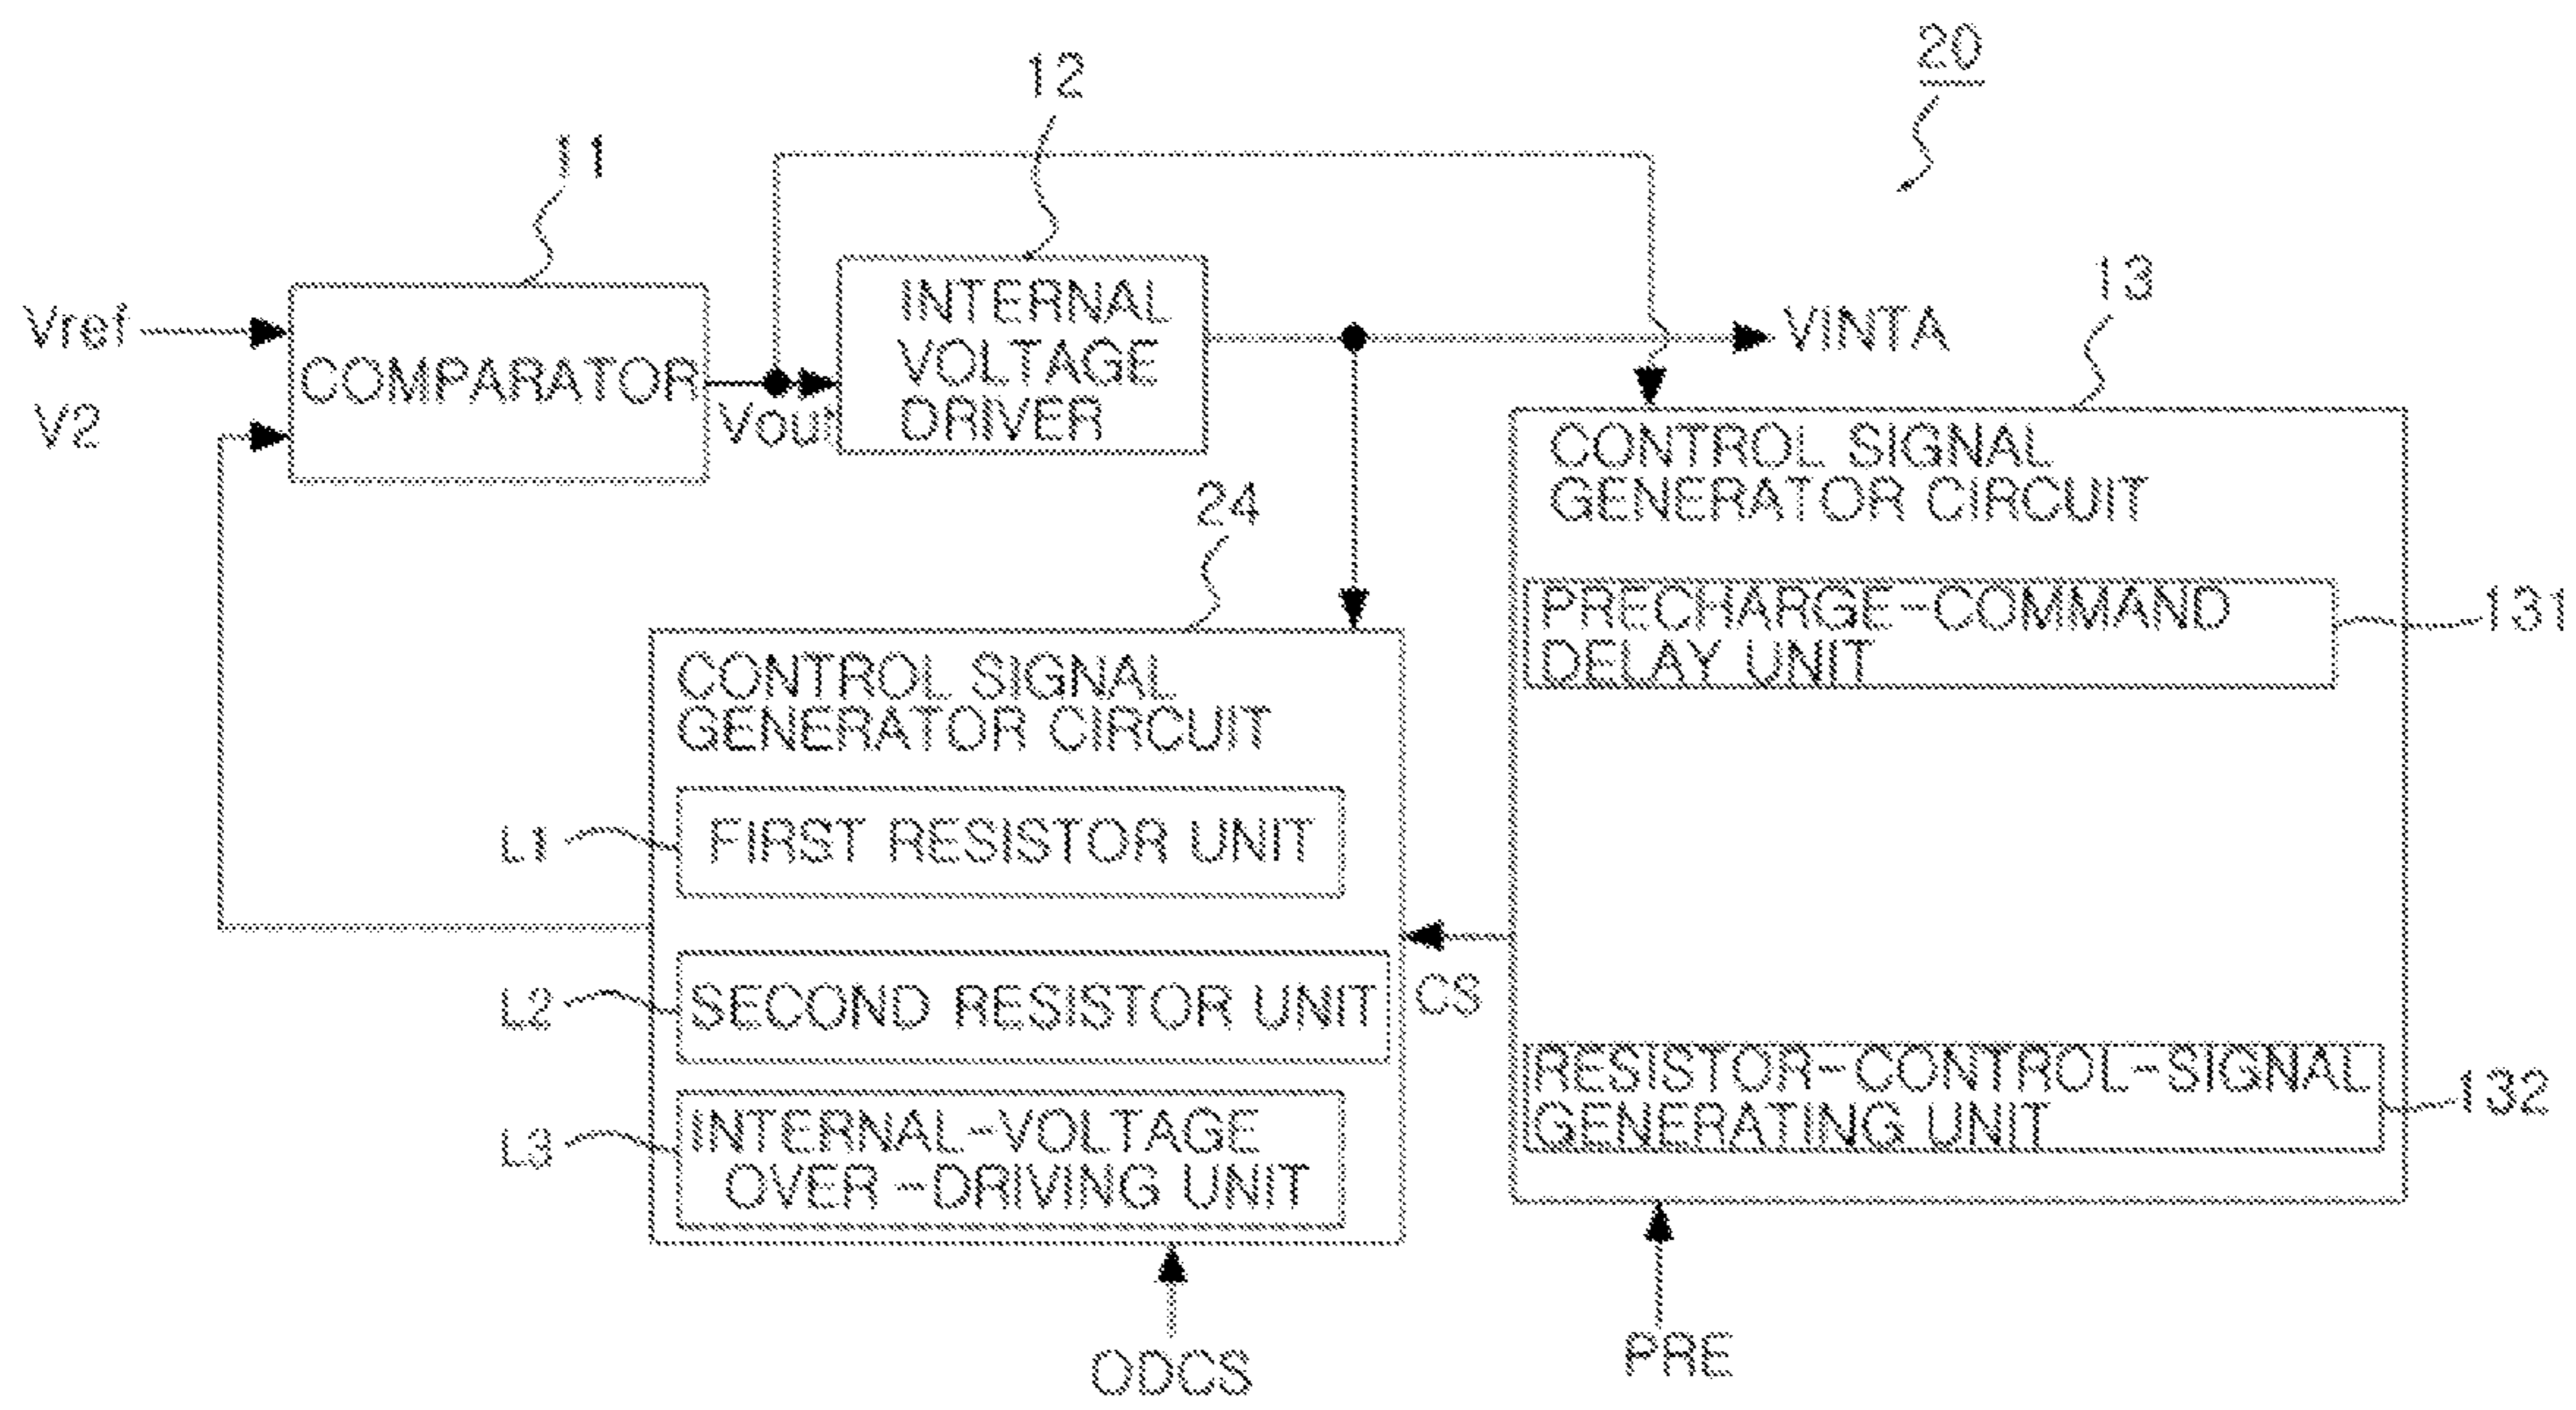 20
12
11
13
Vref
COMPARATOR
V2
Vout
INTERNAL
VOLTAGE
DRIVER
VINTA
CONTROL SIGNAL
GENERATOR CIRCUIT
PRECHARGE-COMMAND
DELAY UNIT
131
RESISTOR-CONTROL-SIGNAL
GENERATING UNIT
132
24
CONTROL SIGNAL
GENERATOR CIRCUIT
L1
FIRST RESISTOR UNIT
L2
SECOND RESISTOR UNIT
CS
L3
INTERNAL-VOLTAGE
OVER-DRIVING UNIT
ODCS
PRE